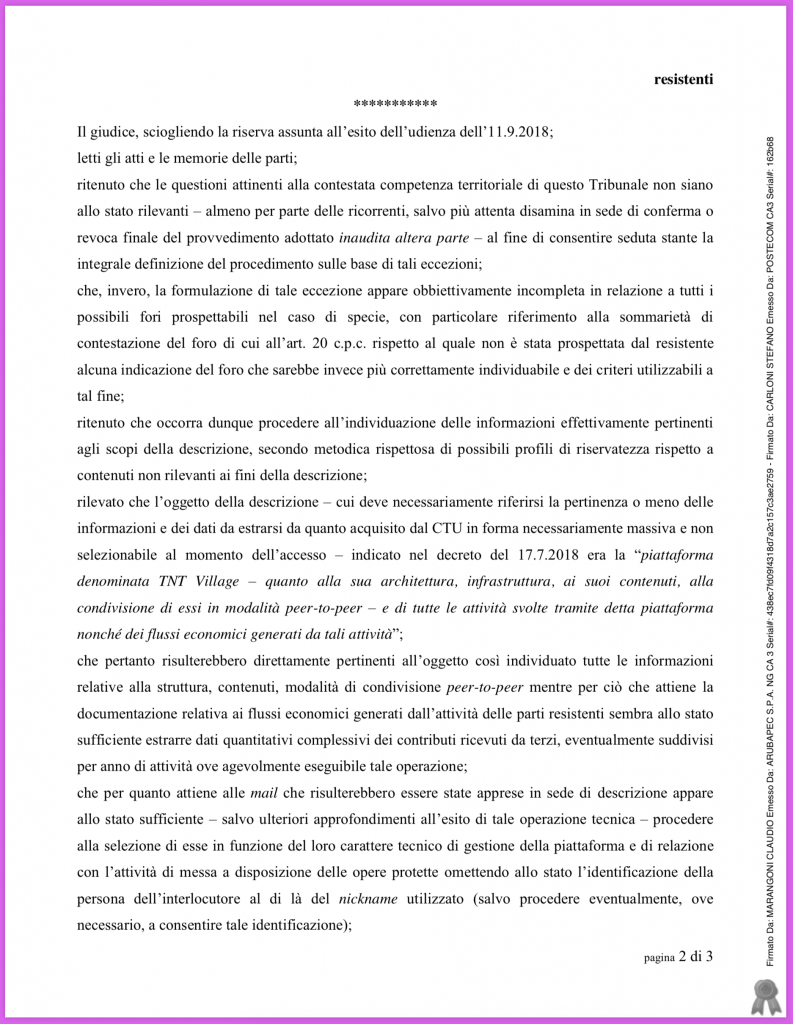 resistenti
***********
Il giudice, sciogliendo la riserva assunta all'esito dell'udienza dell'11.9.2018;
letti gli atti e le memorie delle parti;
ritenuto che le questioni attinenti alla contestata competenza territoriale di questo Tribunale non siano
allo stato rilevanti – almeno per parte delle ricorrenti, salvo più attenta disamina in sede di conferma o
revoca finale del provvedimento adottato inaudita altera parte – al fine di consentire seduta stante la
integrale definizione del procedimento sulle base di tali eccezioni;
che, invero, la formulazione di tale eccezione appare obbiettivamente incompleta in relazione a tutti i
possibili fori prospettabili nel caso di specie, con particolare riferimento alla sommarietà di
contestazione del foro di cui all'art. 20 c.p.c. rispetto al quale non è stata prospettata dal resistente
alcuna indicazione del foro che sarebbe invece più correttamente individuabile e dei criteri utilizzabili a
tal fine;
ritenuto che occorra dunque procedere all'individuazione delle informazioni effettivamente pertinenti
agli scopi della descrizione, secondo metodica rispettosa di possibili profili di riservatezza rispetto a
contenuti non rilevanti ai fini della descrizione;
rilevato che l'oggetto della descrizione – cui deve necessariamente riferirsi la pertinenza o meno delle
informazioni e dei dati da estrarsi da quanto acquisito dal CTU in forma necessariamente massiva e non
selezionabile al momento dell'accesso – indicato nel decreto del 17.7.2018 era la “piattaforma
denominata TNT Village – quanto alla sua architettura, infrastruttura, ai suoi contenuti, alla
condivisione di essi in modalità peer-to-peer – e di tutte le attività svolte tramite detta piattaforma
nonché dei flussi economici generati da tali attività”;
che pertanto risulterebbero direttamente pertinenti all'oggetto così individuato tutte le informazioni
relative alla struttura, contenuti, modalità di condivisione peer-to-peer mentre per ciò che attiene la
documentazione relativa ai flussi economici generati dall'attività delle parti resistenti sembra allo stato
sufficiente estrarre dati quantitativi complessivi dei contributi ricevuti da terzi, eventualmente suddivisi
per anno di attività ove agevolmente eseguibile tale operazione;
che per quanto attiene alle mail che risulterebbero essere state apprese in sede di descrizione appare
allo stato sufficiente – salvo ulteriori approfondimenti all'esito di tale operazione tecnica – procedere
alla selezione di esse in funzione del loro carattere tecnico di gestione della piattaforma e di relazione
con l'attività di messa a disposizione delle opere protette omettendo allo stato l'identificazione della
persona dell'interlocutore al di là del nickname utilizzato (salvo procedere eventualmente, ove
necessario, a consentire tale identificazione);
pagina 2 di 3
Firmato Da: MARANGONI CLAUDIO Emesso Da: ARUBAPEC S.P.A. NG CA 3 Serial#: 438ec7fd09f4318d7a2c157c3ae2759 - Firmato Da: CARLONI STEFANO Emesso Da: POSTECOM CA3 Serial#: 162b68